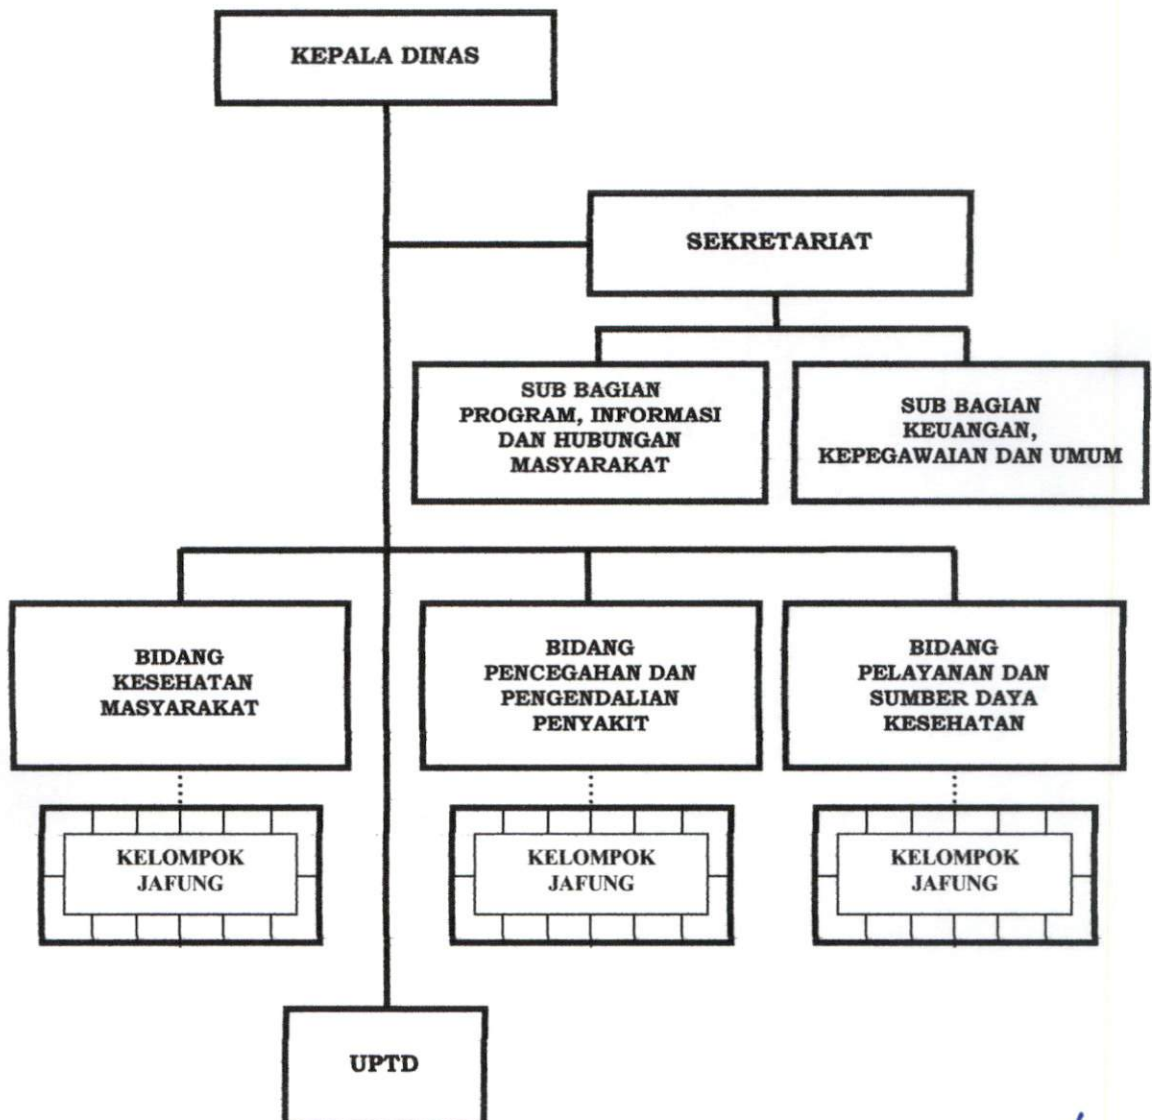 KEPALA DINAS
SEKRETARIAT
SUB BAGIAN
PROGRAM, INFORMASI
DAN HUBUNGAN
MASYARAKAT
SUB BAGIAN
KEUANGAN,
KEPEGAWAIAN DAN UMUM
BIDANG
KESEHATAN
MASYARAKAT
BIDANG
PENCEGAHAN DAN
PENGENDALIAN
PENYAKIT
BIDANG
PELAYANAN DAN
SUMBER DAYA
KESEHATAN
KELOMPOK
JAFUNG
KELOMPOK
JAFUNG
KELOMPOK
JAFUNG
UPTD